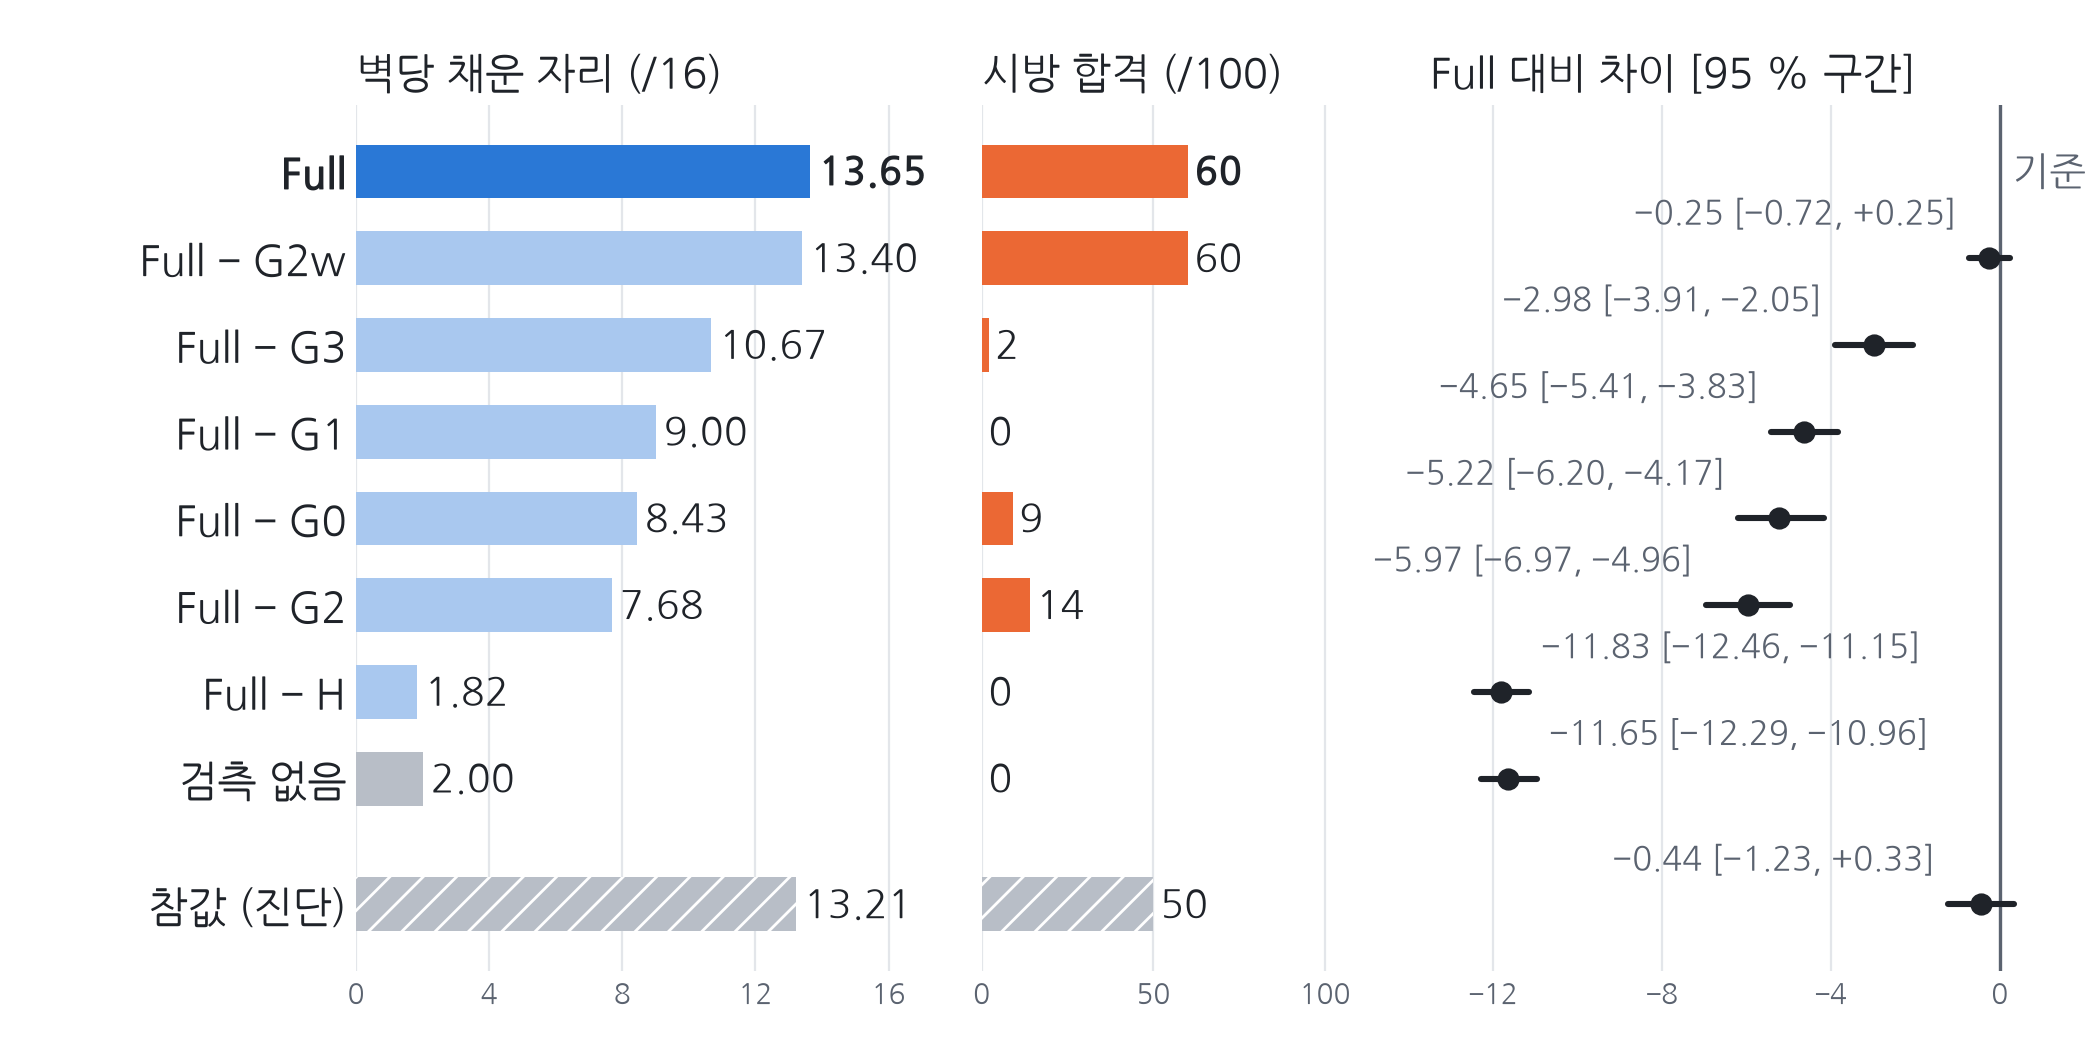 벽당 채운 자리 (/16)
시방 합격 (/100)
Full 대비 차이 [95 % 구간]
Full
13.65
60
기준
−0.25 [−0.72, +0.25]
Full − G2w
13.40
60
−2.98 [−3.91, −2.05]
Full − G3
10.67
2
−4.65 [−5.41, −3.83]
Full − G1
9.00
0
−5.22 [−6.20, −4.17]
Full − G0
8.43
9
−5.97 [−6.97, −4.96]
Full − G2
7.68
14
−11.83 [−12.46, −11.15]
Full − H
1.82
0
−11.65 [−12.29, −10.96]
검측 없음
2.00
0
−0.44 [−1.23, +0.33]
참값 (진단)
13.21
50
0 4 8 12 16
0 50 100
−12 −8 −4 0